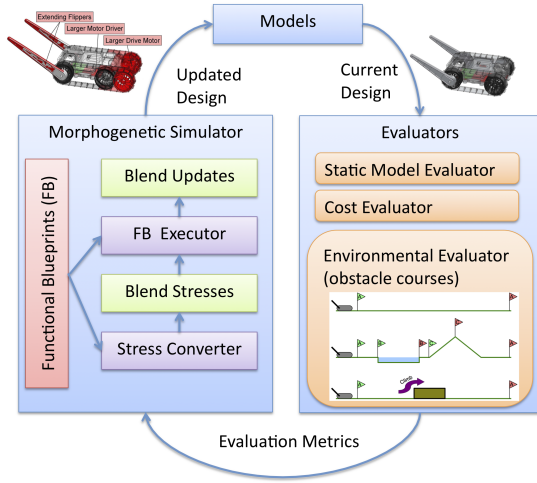 Extending Flippers
Larger Motor Driver
Larger Drive Motor
Models
Updated
Design
Current
Design
Morphogenetic Simulator
Functional Blueprints (FB)
Blend Updates
FB Executor
Blend Stresses
Stress Converter
Evaluators
Static Model Evaluator
Cost Evaluator
Environmental Evaluator
(obstacle courses)
Climb
Evaluation Metrics